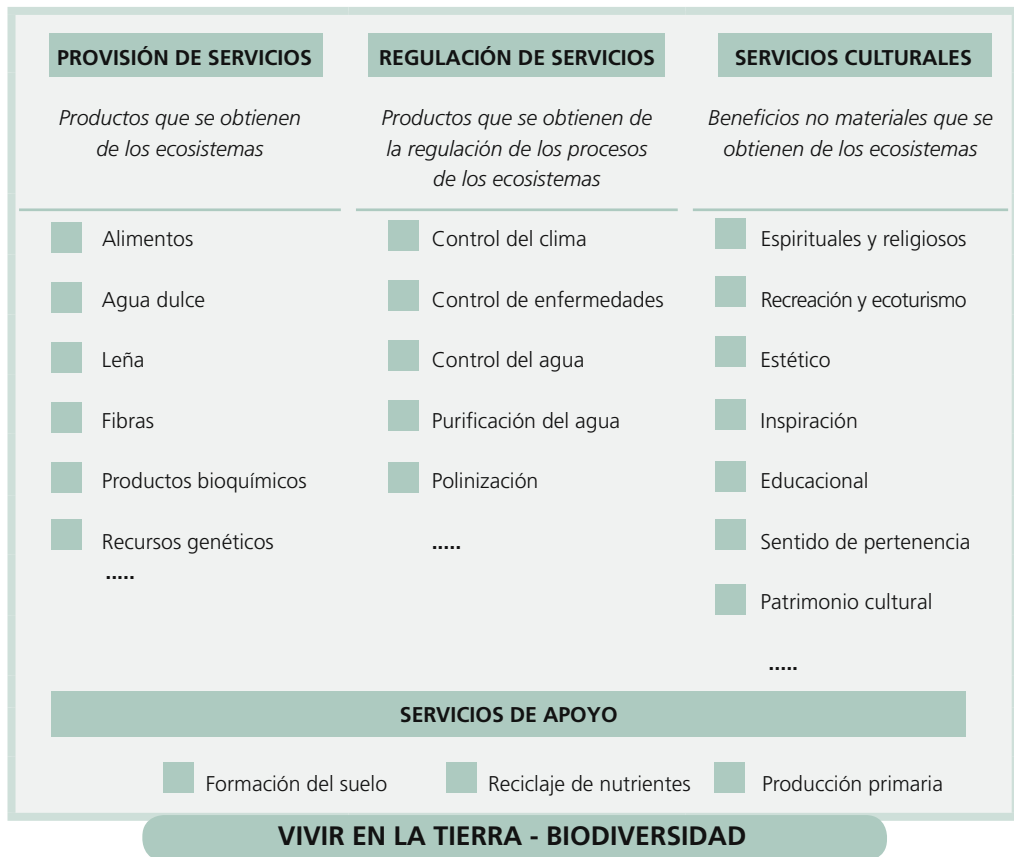 PROVISIÓN DE SERVICIOS
Productos que se obtienen
de los ecosistemas
Alimentos
Agua dulce
Leña
Fibras
Productos bioquímicos
Recursos genéticos
.....
REGULACIÓN DE SERVICIOS
Productos que se obtienen de
la regulación de los procesos
de los ecosistemas
Control del clima
Control de enfermedades
Control del agua
Purificación del agua
Polinización
.....
SERVICIOS CULTURALES
Beneficios no materiales que se
obtienen de los ecosistemas
Espirituales y religiosos
Recreación y ecoturismo
Estético
Inspiración
Educacional
Sentido de pertenencia
Patrimonio cultural
.....
SERVICIOS DE APOYO
Formación del suelo
Reciclaje de nutrientes
Producción primaria
VIVIR EN LA TIERRA - BIODIVERSIDAD